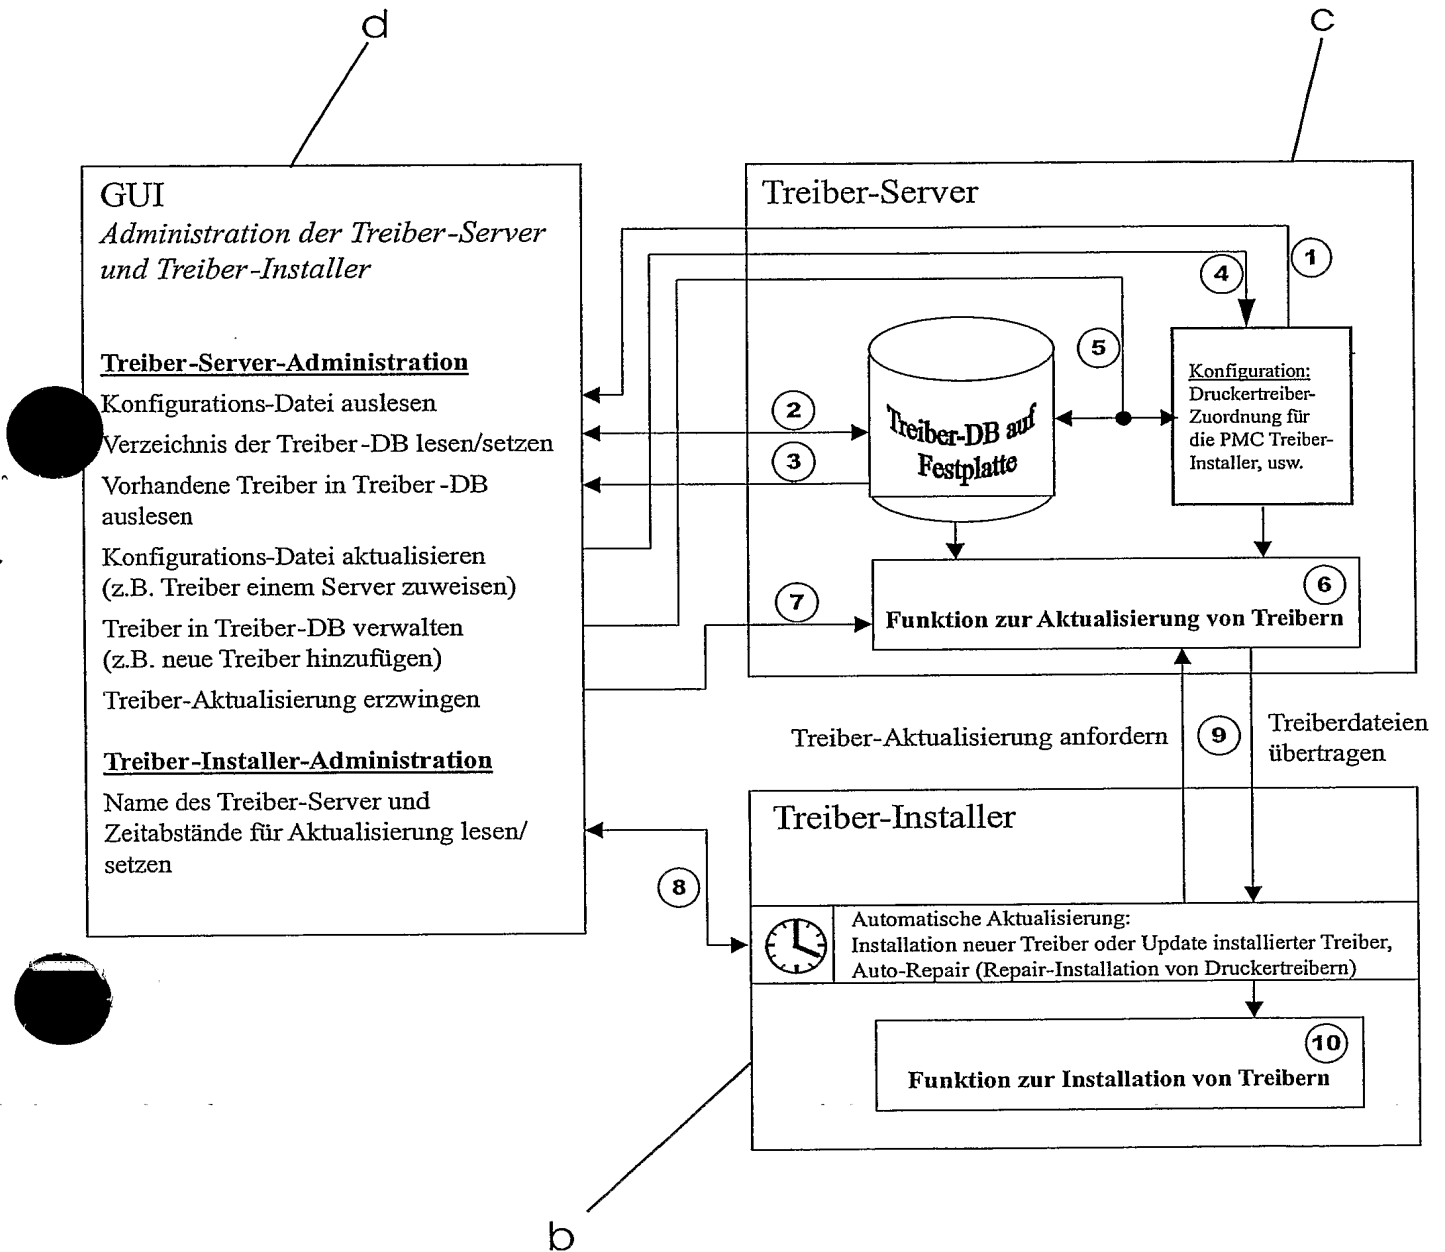 d
c
GUI
Administration der Treiber-Server
und Treiber-Installer
Treiber-Server-Administration
Konfigurations-Datei auslesen
Verzeichnis der Treiber-DB lesen/setzen
Vorhandene Treiber in Treiber-DB
auslesen
Konfigurations-Datei aktualisieren
(z.B. Treiber einem Server zuweisen)
Treiber in Treiber-DB verwalten
(z.B. neue Treiber hinzufügen)
Treiber-Aktualisierung erzwingen
Treiber-Installer-Administration
Name des Treiber-Server und
Zeitabstände für Aktualisierung lesen/
setzen
Treiber-Server
1
4
5
2
3
Treiber-DB auf
Festplatte
Konfiguration:
Druckertreiber-
Zuordnung für
die PMC Treiber-
Installer, usw.
6
7
Funktion zur Aktualisierung von Treibern
Treiber-Aktualisierung anfordern
9
Treiberdateien
übertragen
Treiber-Installer
8
Automatische Aktualisierung:
Installation neuer Treiber oder Update installierter Treiber,
Auto-Repair (Repair-Installation von Druckertreibern)
10
Funktion zur Installation von Treibern
b